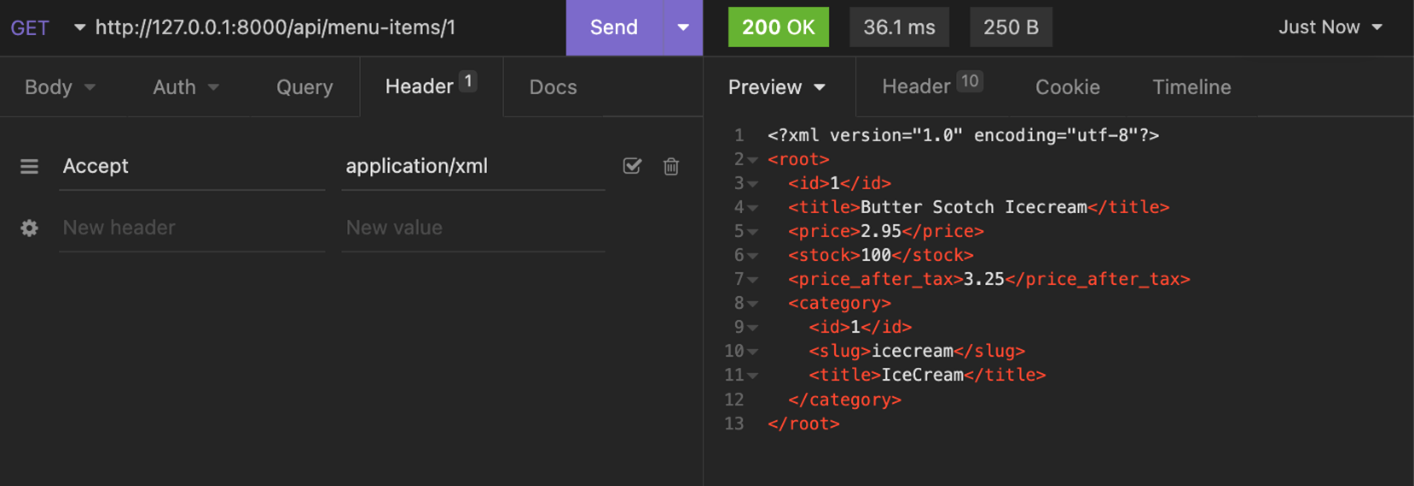 GET http://127.0.0.1:8000/api/menu-items/1 Send 200 OK 36.1 ms 250 B Just Now
Body Auth Query Header 1 Docs Preview Header 10 Cookie Timeline
Accept application/xml
New header New value
1 <?xml version="1.0" encoding="utf-8"?>
2 <root>
3 <id>1</id>
4 <title>Butter Scotch Icecream</title>
5 <price>2.95</price>
6 <stock>100</stock>
7 <price_after_tax>3.25</price_after_tax>
8 <category>
9 <id>1</id>
10 <slug>icecream</slug>
11 <title>IceCream</title>
12 </category>
13 </root>